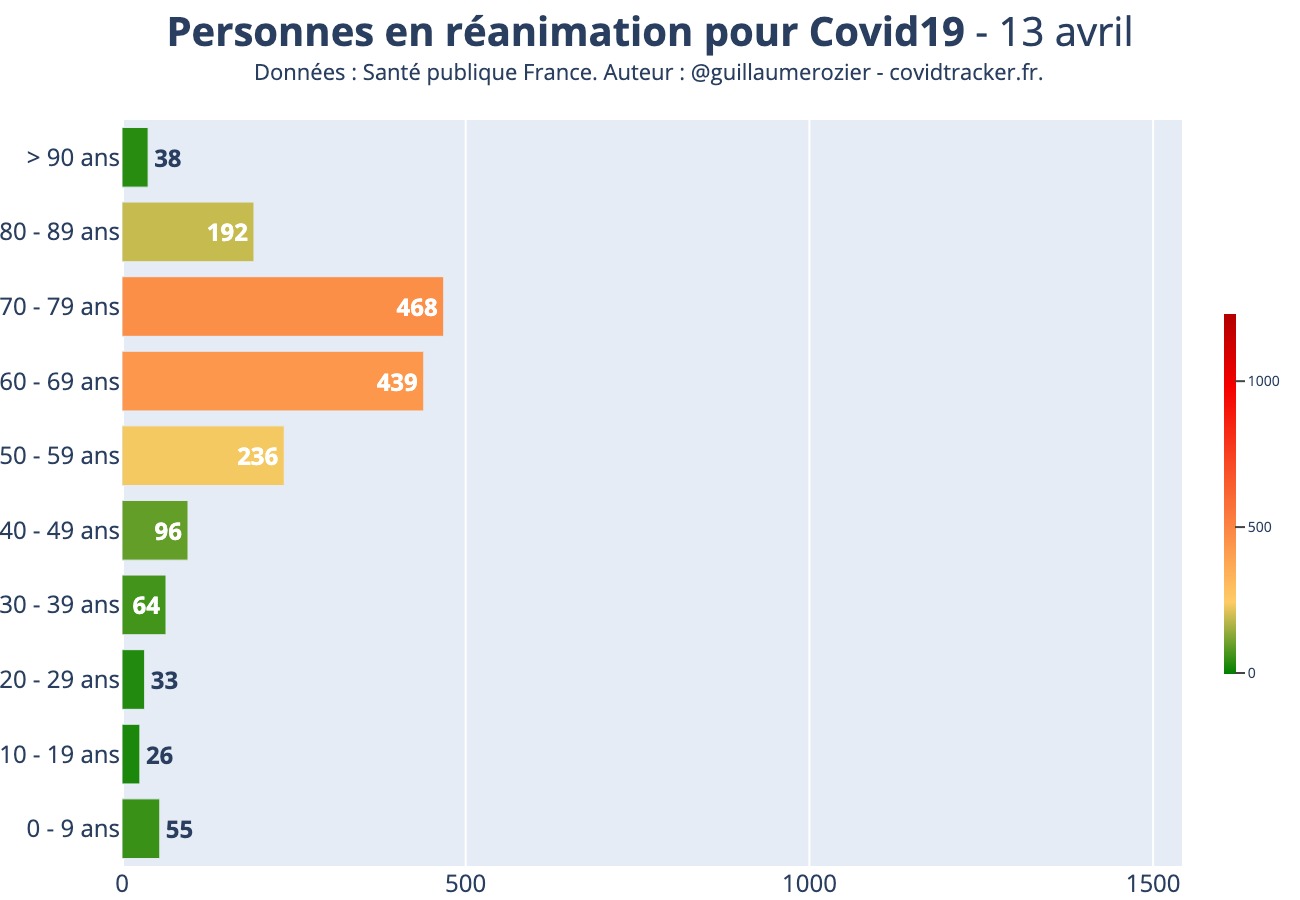 Personnes en réanimation pour Covid19 - 13 avril
Données : Santé publique France. Auteur : @guillaumerozier - covidtracker.fr.
> 90 ans 38
80 - 89 ans 192
70 - 79 ans 468
60 - 69 ans 439
50 - 59 ans 236
40 - 49 ans 96
30 - 39 ans 64
20 - 29 ans 33
10 - 19 ans 26
0 - 9 ans 55
0 500 1000 1500
1000
500
0